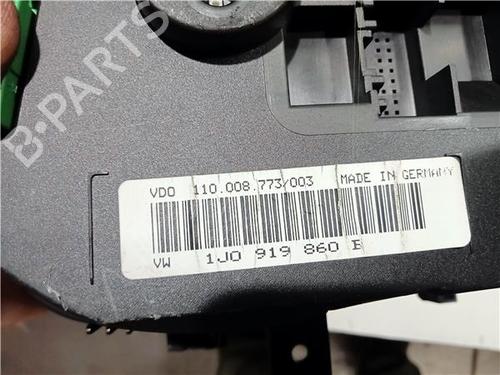 B-PARTS
VDO 110.008.773/003 MADE IN GERMANY
VW 1J0 919 860 E